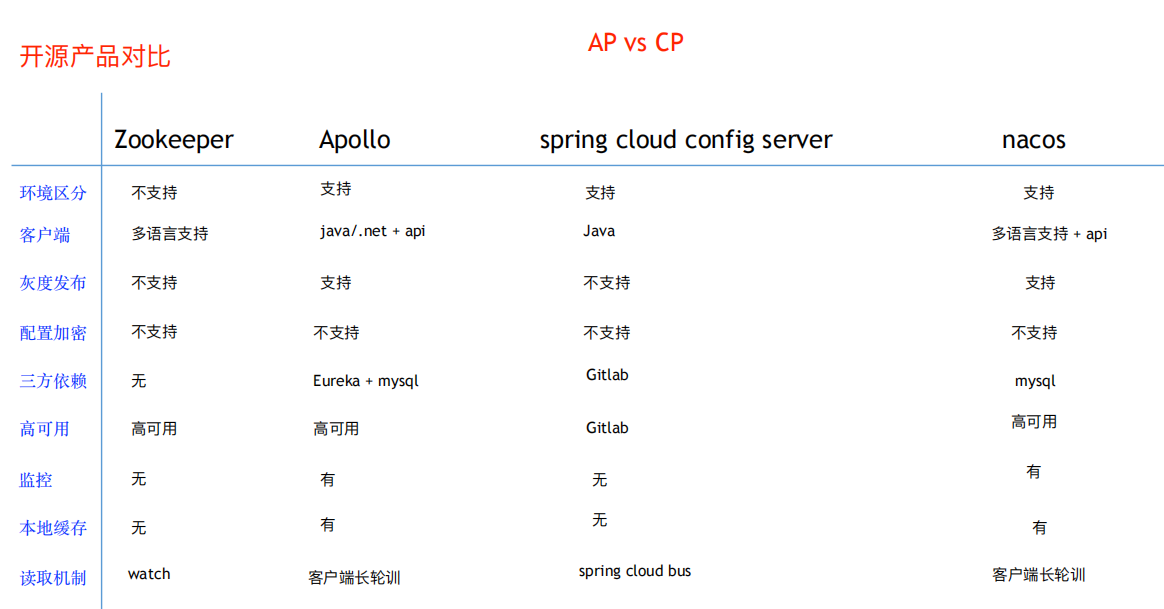 开源产品对比
AP vs CP
Zookeeper Apollo spring cloud config server nacos
环境区分 不支持 支持 支持 支持
客户端 多语言支持 java/.net + api Java 多语言支持 + api
灰度发布 不支持 支持 不支持 支持
配置加密 不支持 不支持 不支持 不支持
三方依赖 无 Eureka + mysql Gitlab mysql
高可用 高可用 高可用 Gitlab 高可用
监控 无 有 无 有
本地缓存 无 有 无 有
读取机制 watch 客户端长轮训 spring cloud bus 客户端长轮训